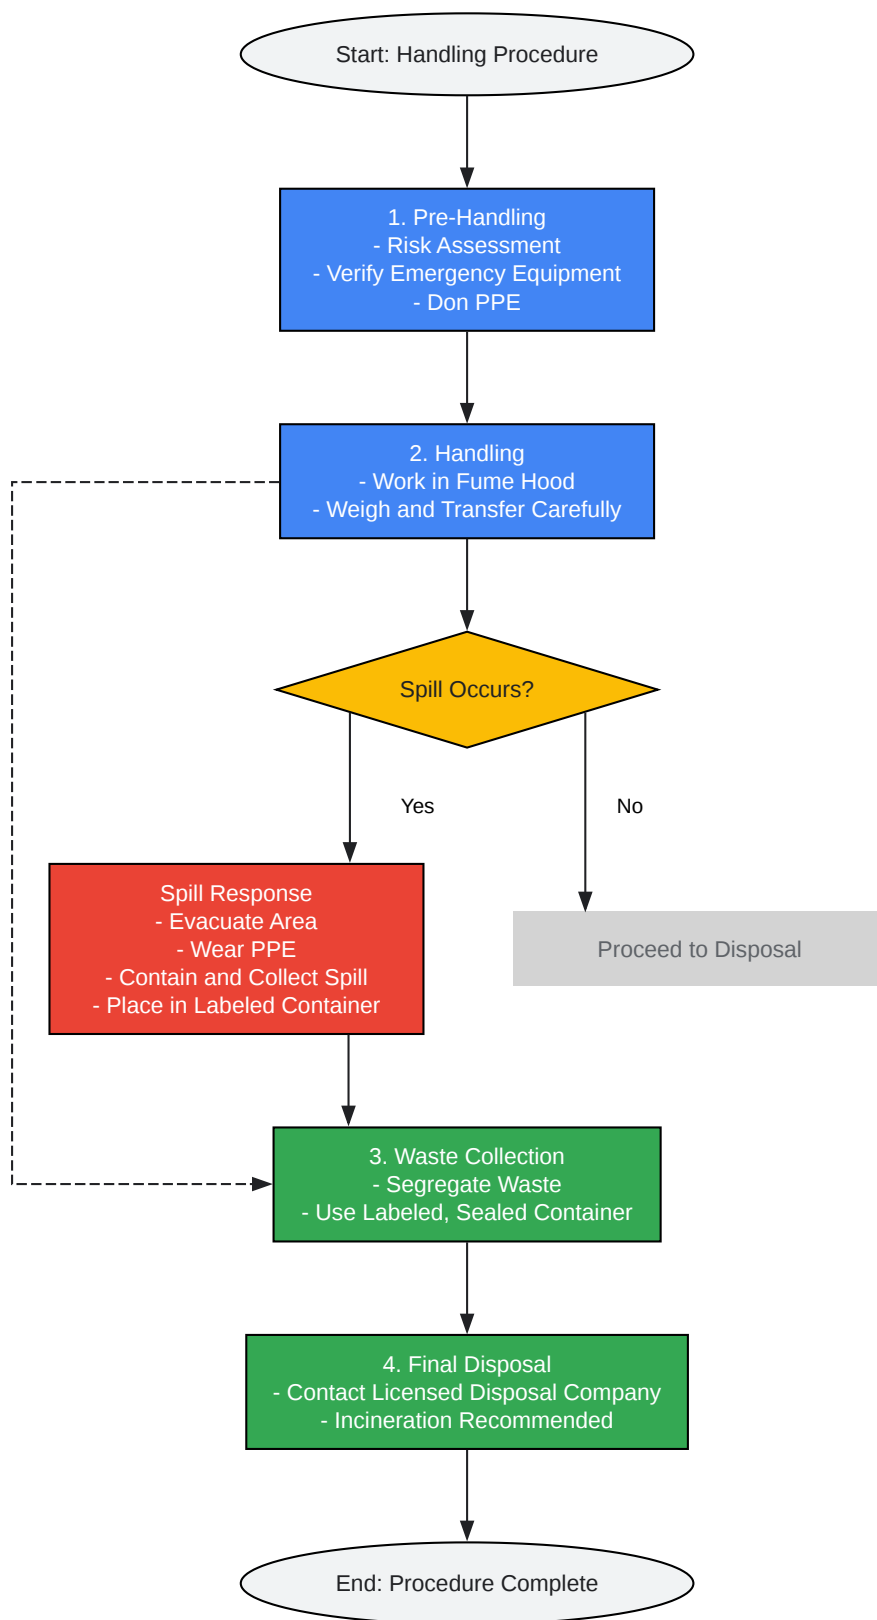 Start: Handling Procedure
1. Pre-Handling
- Risk Assessment
- Verify Emergency Equipment
- Don PPE
2. Handling
- Work in Fume Hood
- Weigh and Transfer Carefully
Spill Occurs?
Yes
No
Spill Response
- Evacuate Area
- Wear PPE
- Contain and Collect Spill
- Place in Labeled Container
Proceed to Disposal
3. Waste Collection
- Segregate Waste
- Use Labeled, Sealed Container
4. Final Disposal
- Contact Licensed Disposal Company
- Incineration Recommended
End: Procedure Complete